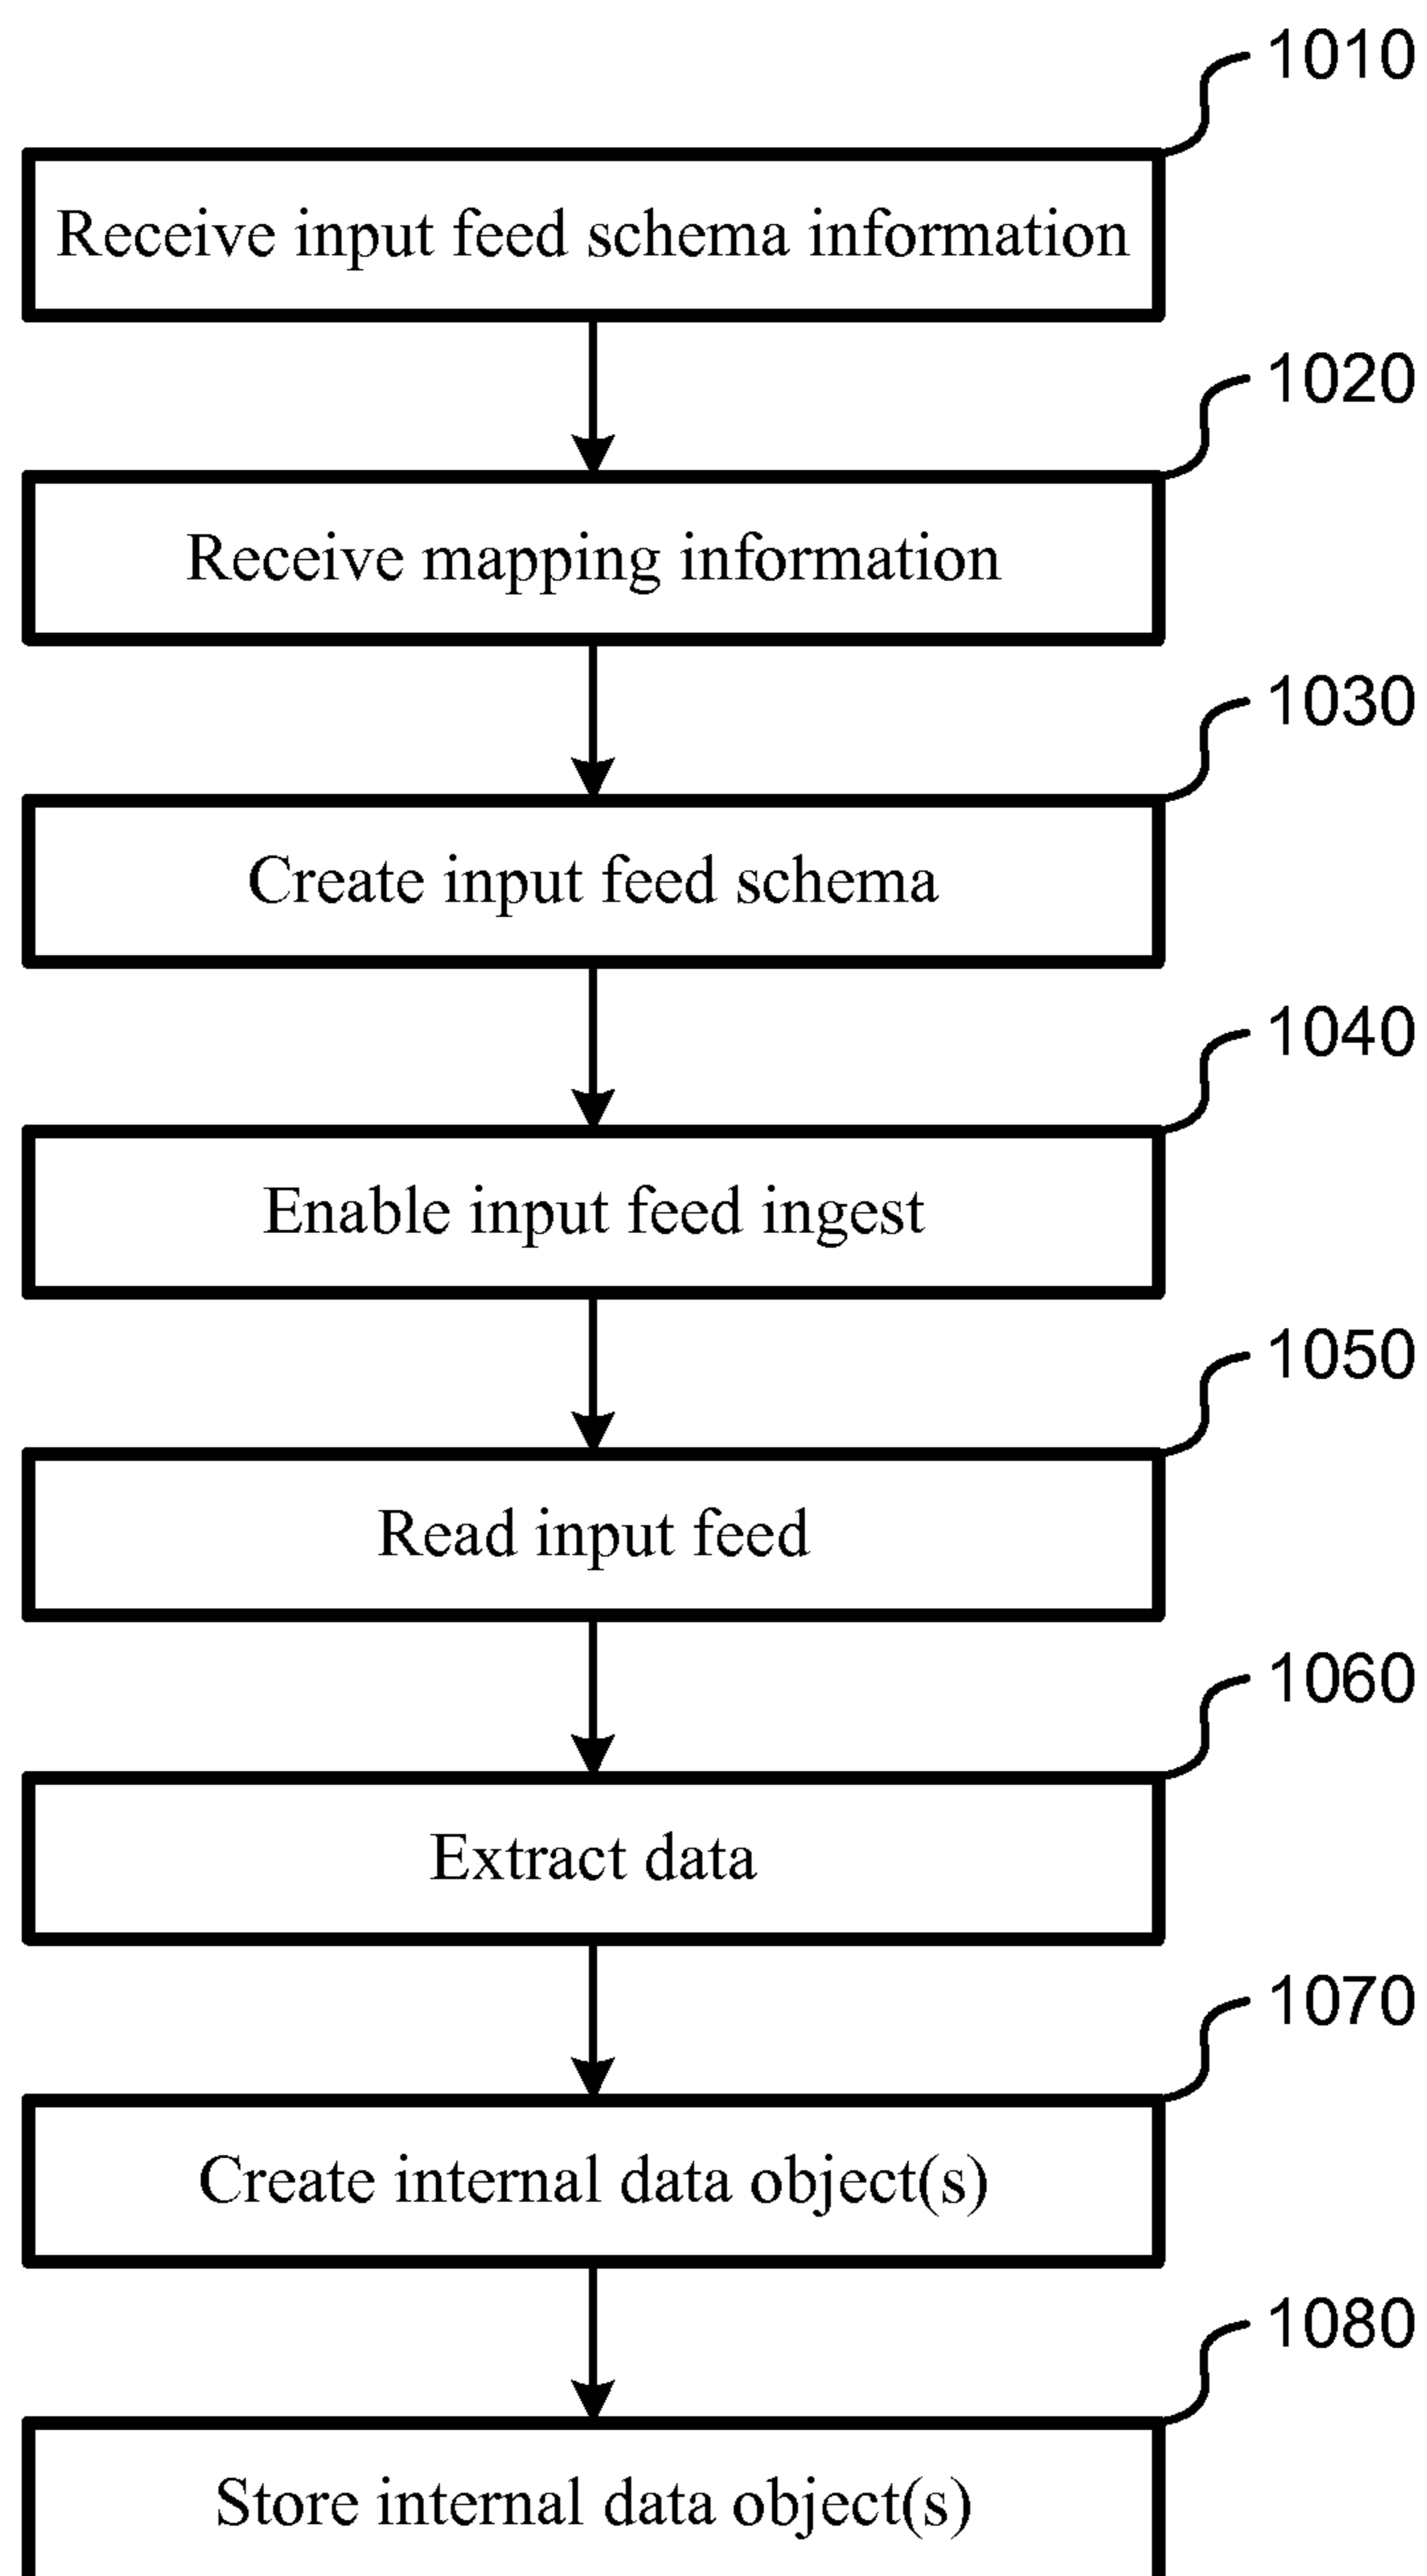 1010
Receive input feed schema information
1020
Receive mapping information
1030
Create input feed schema
1040
Enable input feed ingest
1050
Read input feed
1060
Extract data
1070
Create internal data object(s)
1080
Store internal data object(s)